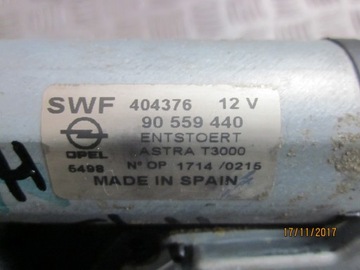 SWF 404376 12 V
90 559 440
ENTSTOERT
OPEL ASTRA T3000
5498 N° OP 1714 /0215
MADE IN SPAIN
17/11/2017